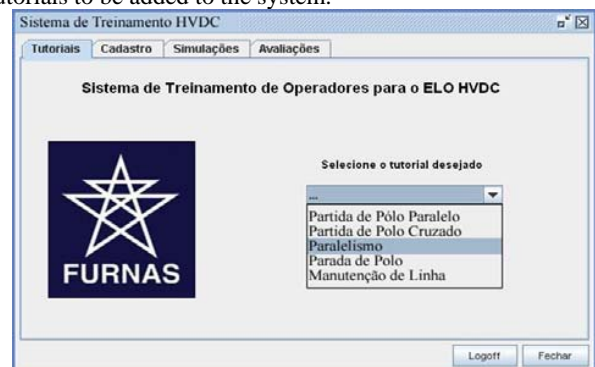 utorials to be added to the system.
Sistema de Treinamento HVDC
Tutoriais Cadastro Simulações Avaliações
Sistema de Treinamento de Operadores para o ELO HVDC
Selecione o tutorial desejado
...
Partida de Pólo Paralelo
Partida de Polo Cruzado
Paralelismo
Parada de Polo
Manutenção de Linha
FURNAS
Logoff Fechar